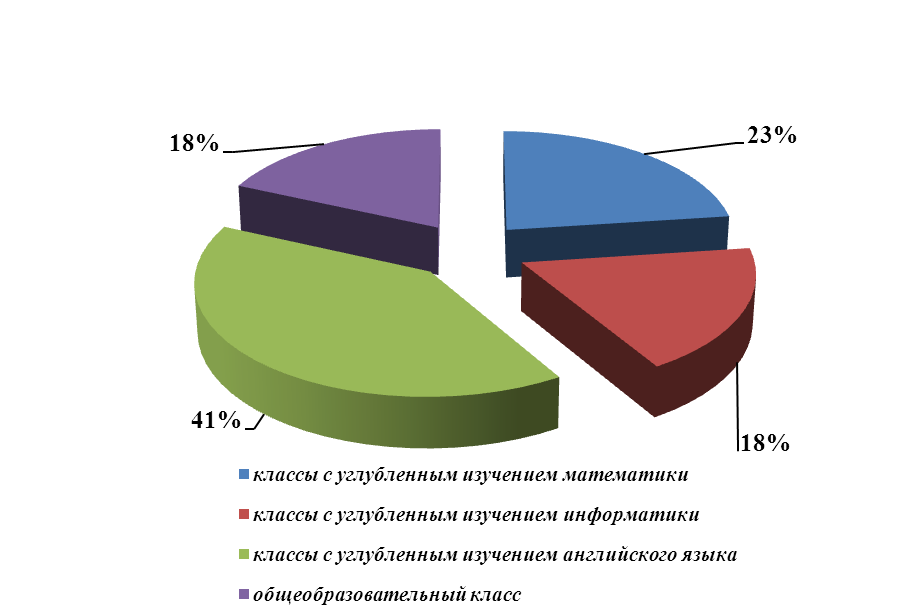 18%
23%
41%
18%
классы с углубленным изучением математики
классы с углубленным изучением информатики
классы с углубленным изучением английского языка
общеобразовательный класс